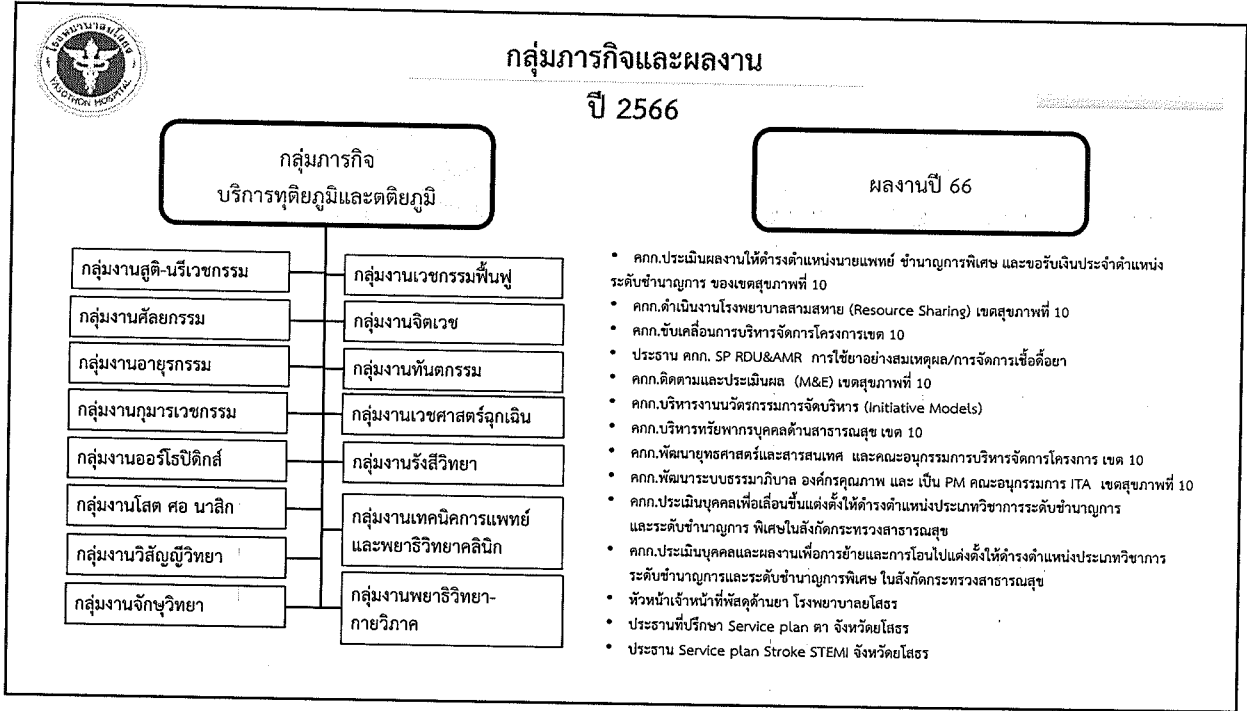 โรงพยาบาลยโสธร
YASOTHON HOSPITAL
กลุ่มภารกิจและผลงาน
ปี 2566
กลุ่มภารกิจ
บริการทุติยภูมิและตติยภูมิ
กลุ่มงานสูติ-นรีเวชกรรม
กลุ่มงานศัลยกรรม
กลุ่มงานอายุรกรรม
กลุ่มงานกุมารเวชกรรม
กลุ่มงานออร์โธปิดิกส์
กลุ่มงานโสต ศอ นาสิก
กลุ่มงานวิสัญญีวิทยา
กลุ่มงานจักษุวิทยา
กลุ่มงานเวชกรรมฟื้นฟู
กลุ่มงานจิตเวช
กลุ่มงานทันตกรรม
กลุ่มงานเวชศาสตร์ฉุกเฉิน
กลุ่มงานรังสีวิทยา
กลุ่มงานเทคนิคการแพทย์
และพยาธิวิทยาคลินิก
กลุ่มงานพยาธิวิทยา-
กายวิภาค
ผลงานปี 66
• คกก.ประเมินผลงานให้ดำรงตำแหน่งนายแพทย์ ชำนาญการพิเศษ และขอรับเงินประจำตำแหน่ง
ระดับชำนาญการ ของเขตสุขภาพที่ 10
• คกก.ดำเนินงานโรงพยาบาลสามสหาย (Resource Sharing) เขตสุขภาพที่ 10
• คกก.ขับเคลื่อนการบริหารจัดการโครงการเขต 10
• ประธาน คกก. SP RDU&AMR การใช้ยาอย่างสมเหตุผล/การจัดการเชื้อดื้อยา
• คกก.ติดตามและประเมินผล (M&E) เขตสุขภาพที่ 10
• คกก.บริหารงานนวัตกรรมการจัดบริหาร (Initiative Models)
• คกก.บริหารทรัพยากรบุคคลด้านสาธารณสุข เขต 10
• คกก.พัฒนายุทธศาสตร์และสารสนเทศ และคณะอนุกรรมการบริหารจัดการโครงการ เขต 10
• คกก.พัฒนาระบบธรรมาภิบาล องค์กรคุณภาพ และ เป็น PM คณะอนุกรรมการ ITA เขตสุขภาพที่ 10
• คกก.ประเมินบุคคลเพื่อเลื่อนขึ้นแต่งตั้งให้ดำรงตำแหน่งประเภทวิชาการระดับชำนาญการ
และระดับชำนาญการ พิเศษในสังกัดกระทรวงสาธารณสุข
• คกก.ประเมินบุคคลและผลงานเพื่อการย้ายและการโอนไปแต่งตั้งให้ดำรงตำแหน่งประเภทวิชาการ
ระดับชำนาญการและระดับชำนาญการพิเศษ ในสังกัดกระทรวงสาธารณสุข
• หัวหน้าเจ้าหน้าที่พัสดุด้านยา โรงพยาบาลยโสธร
• ประธานที่ปรึกษา Service plan ตา จังหวัดยโสธร
• ประธาน Service plan Stroke STEMI จังหวัดยโสธร